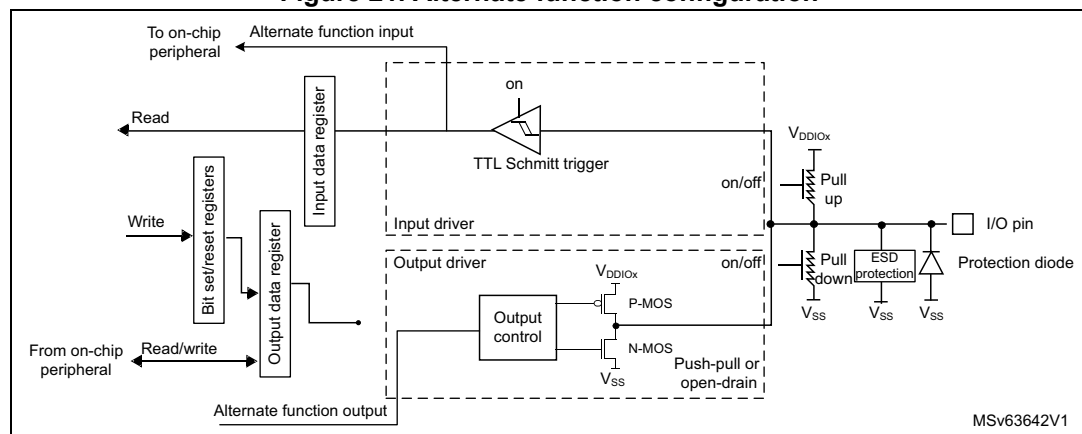 Figure 21. Alternate function configuration
To on-chip
peripheral
Alternate function input
on
Read
Input data register
TTL Schmitt trigger
Input driver
VDDIOx
on/off
Pull
up
I/O pin
Write
Bit set/reset registers
Output data register
Output driver
VDDIOx
P-MOS
Output
control
N-MOS
VSS
Push-pull or
open-drain
on/off
Pull
down
VSS
ESD
protection
VSS
Protection diode
VSS
From on-chip
peripheral
Read/write
Alternate function output
MSv63642V1